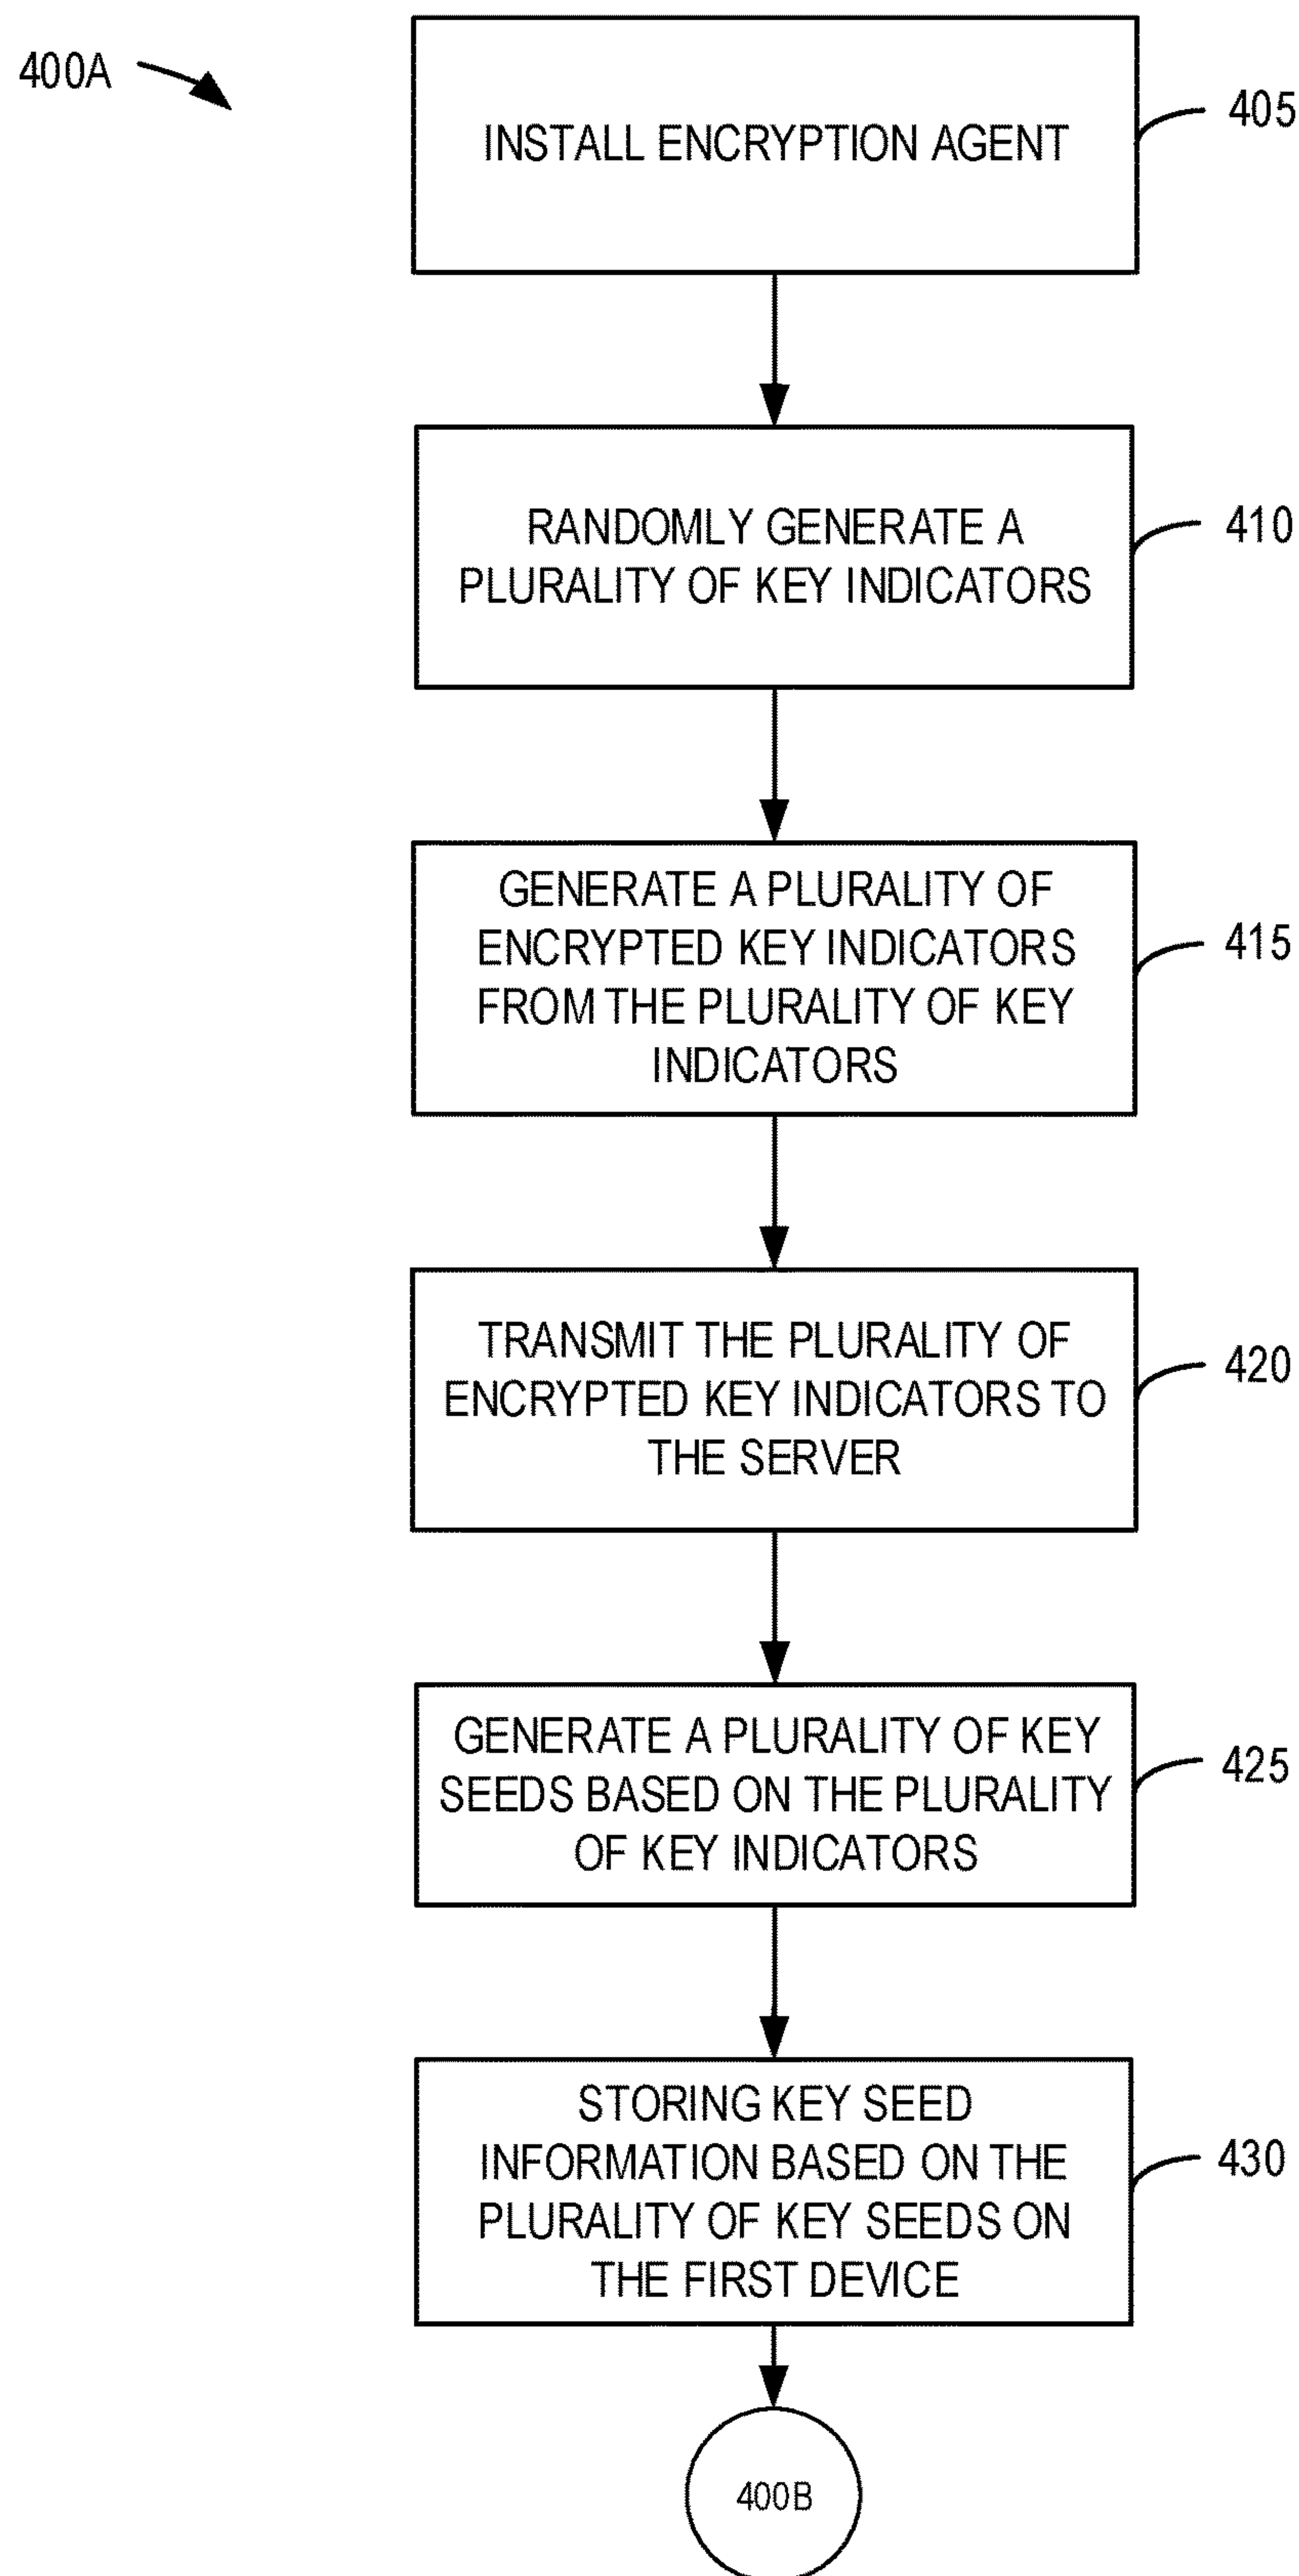 400A
INSTALL ENCRYPTION AGENT
405
RANDOMLY GENERATE A
PLURALITY OF KEY INDICATORS
410
GENERATE A PLURALITY OF
ENCRYPTED KEY INDICATORS
FROM THE PLURALITY OF KEY
INDICATORS
415
TRANSMIT THE PLURALITY OF
ENCRYPTED KEY INDICATORS TO
THE SERVER
420
GENERATE A PLURALITY OF KEY
SEEDS BASED ON THE PLURALITY
OF KEY INDICATORS
425
STORING KEY SEED
INFORMATION BASED ON THE
PLURALITY OF KEY SEEDS ON
THE FIRST DEVICE
430
400B